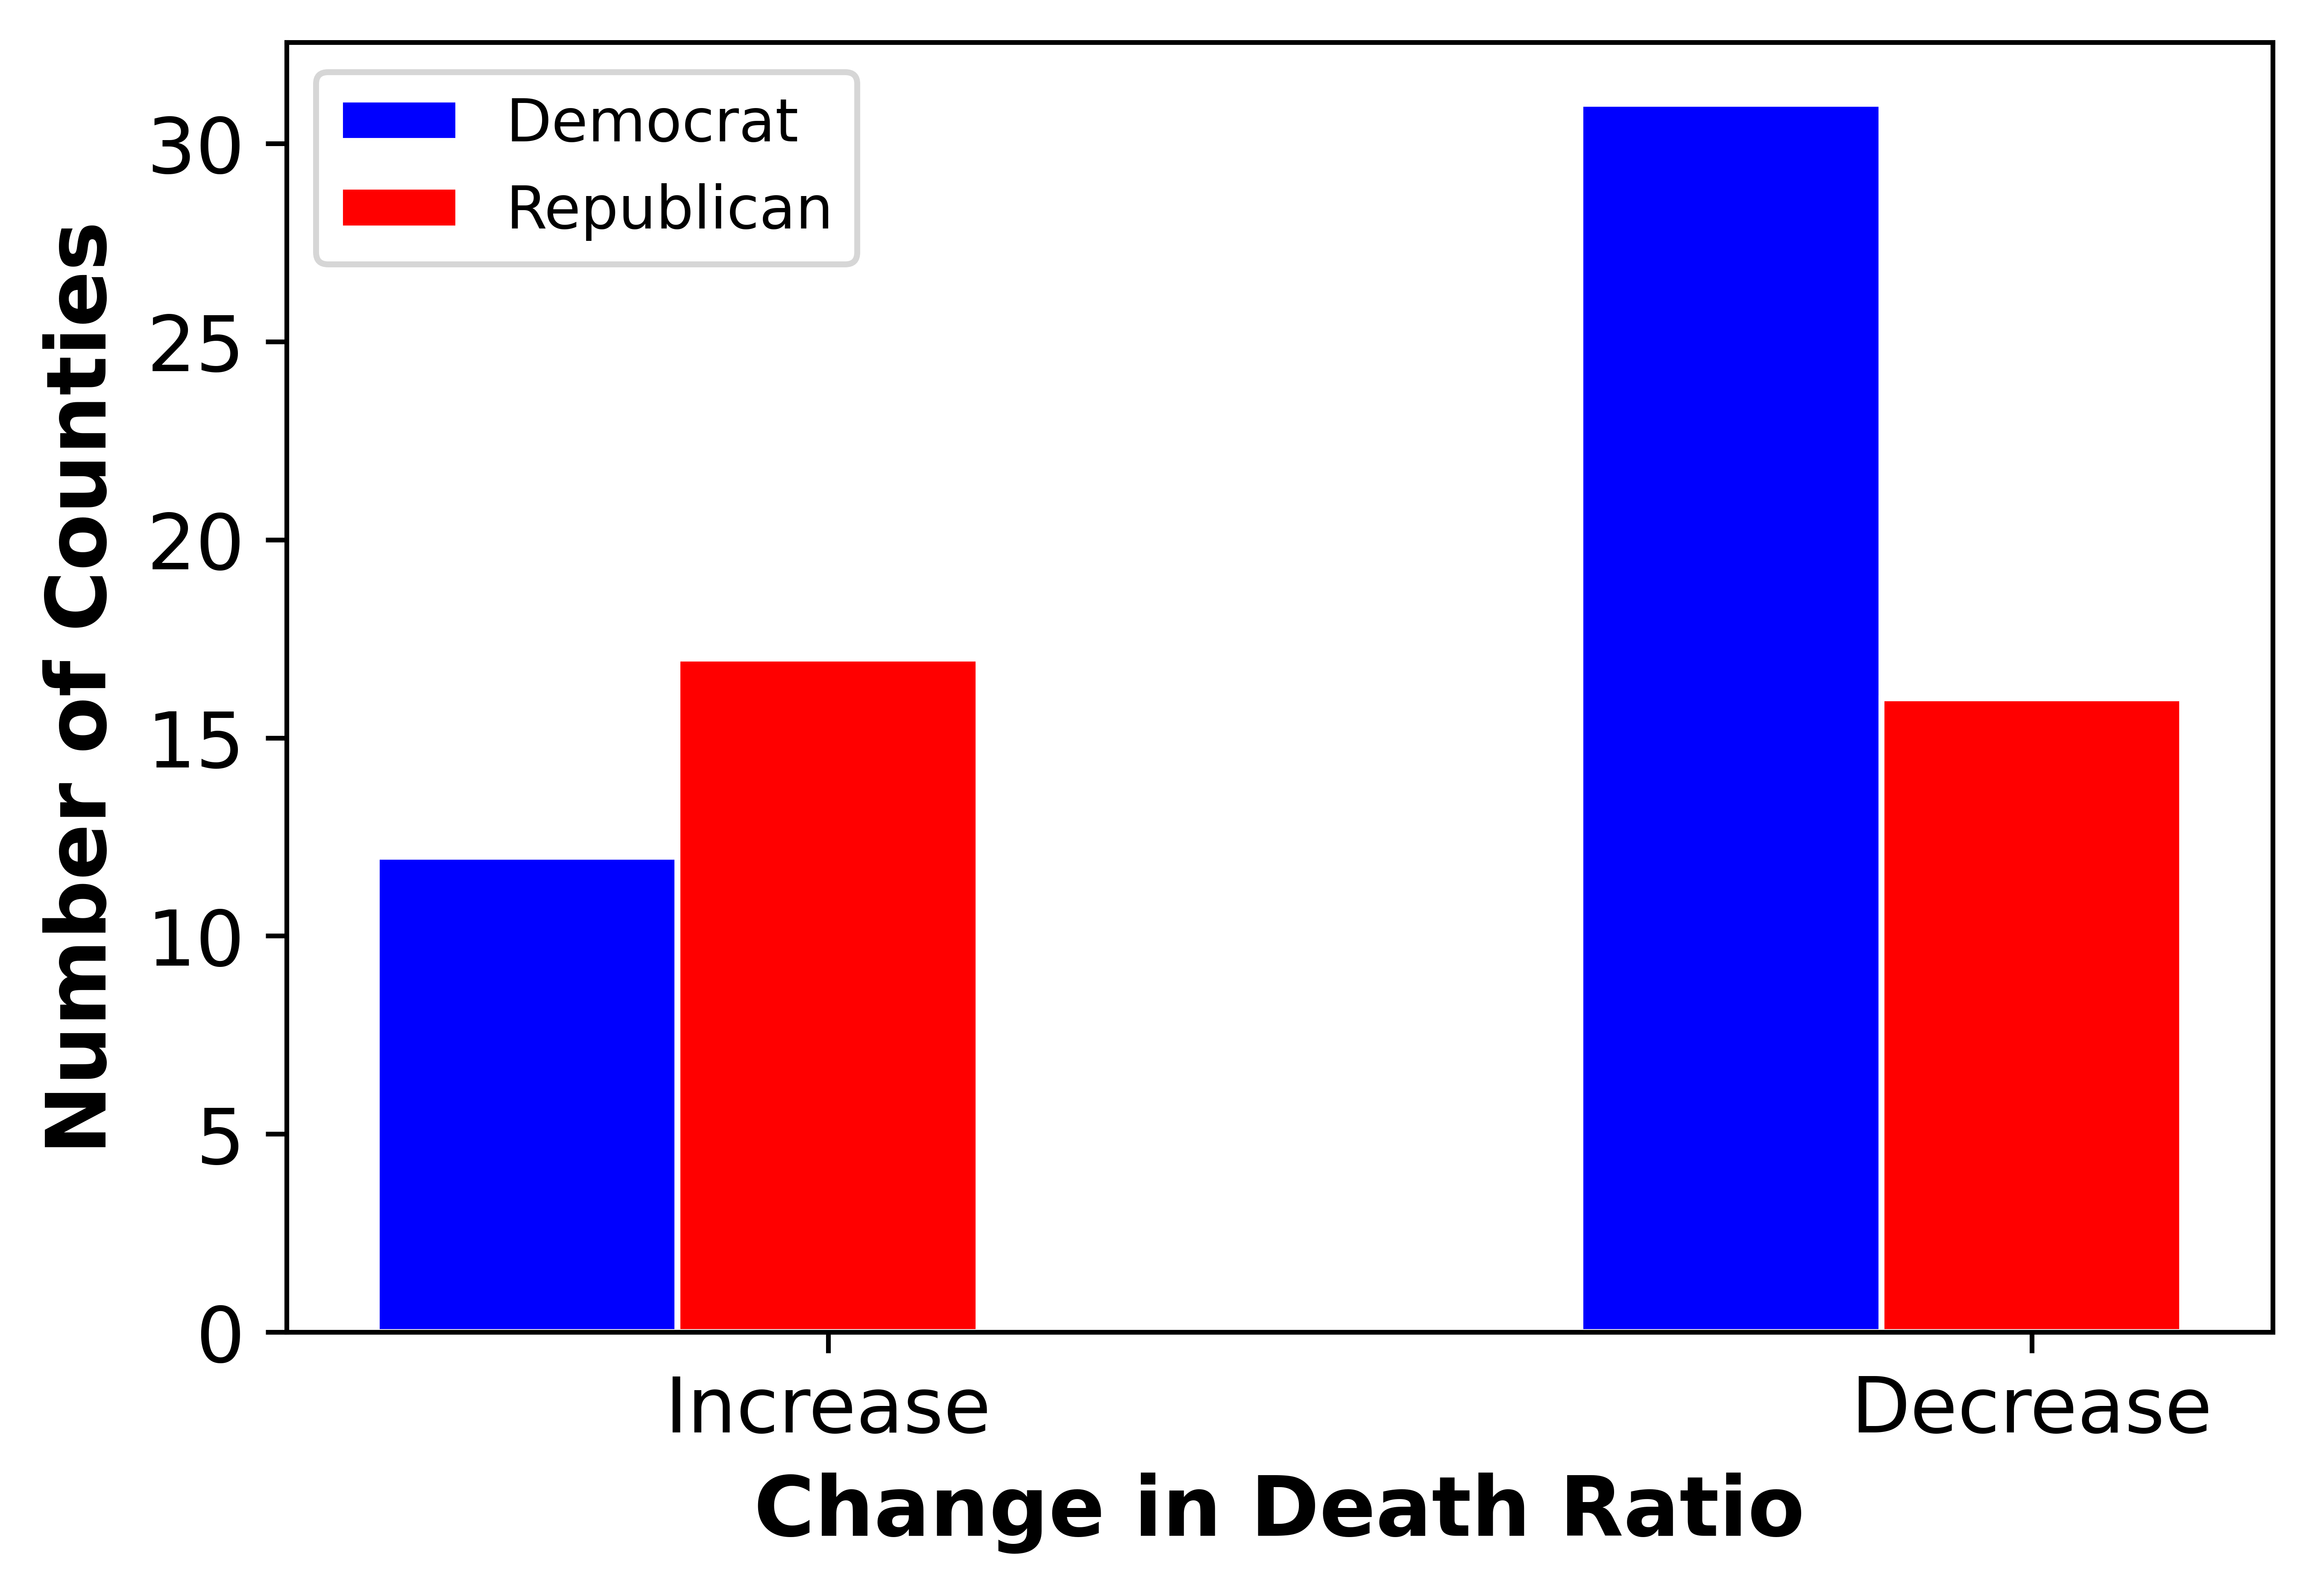 Democrat
Republican
Number of Counties
30
25
20
15
10
5
0
Increase
Decrease
Change in Death Ratio